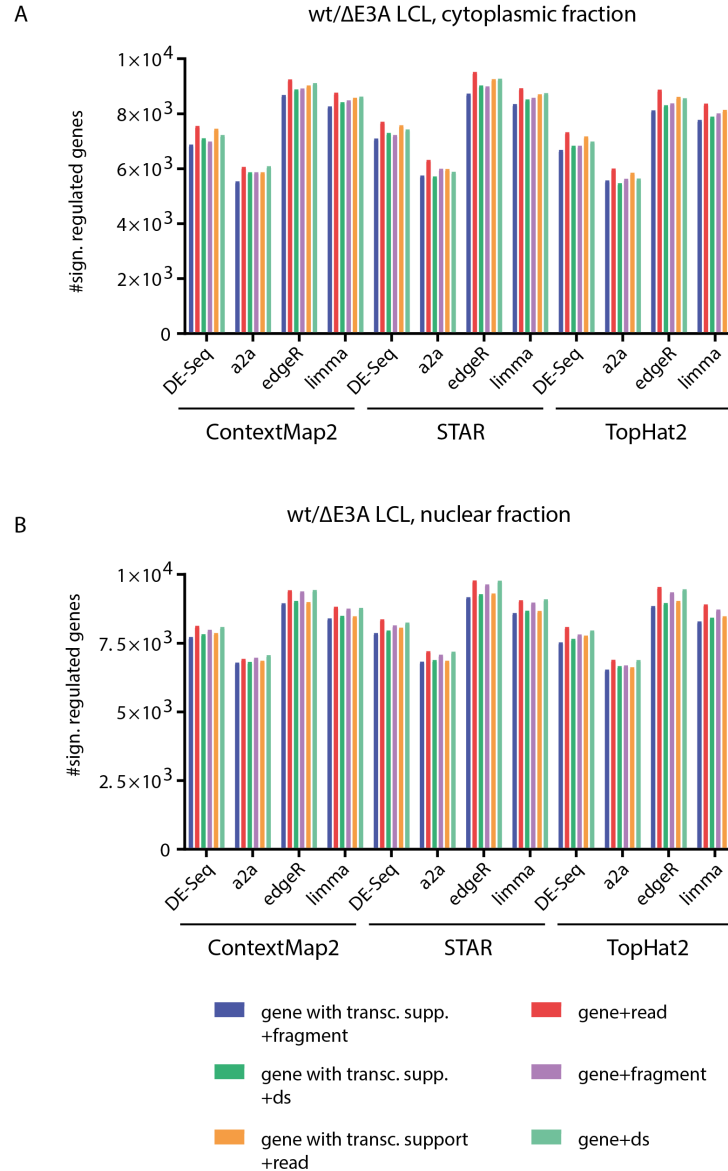 A
wt/ΔE3A LCL, cytoplasmic fraction
#sign. regulated genes
1×10⁴
8×10³
6×10³
4×10³
2×10³
0
DE-Seq
a2a
edgeR
limma
DE-Seq
a2a
edgeR
limma
DE-Seq
a2a
edgeR
limma
ContextMap2
STAR
TopHat2
B
wt/ΔE3A LCL, nuclear fraction
#sign. regulated genes
1×10⁴
7.5×10³
5×10³
2.5×10³
0
DE-Seq
a2a
edgeR
limma
DE-Seq
a2a
edgeR
limma
DE-Seq
a2a
edgeR
limma
ContextMap2
STAR
TopHat2
gene with transc. supp.
+fragment
gene+read
gene with transc. supp.
+ds
gene+fragment
gene with transc. support
+read
gene+ds